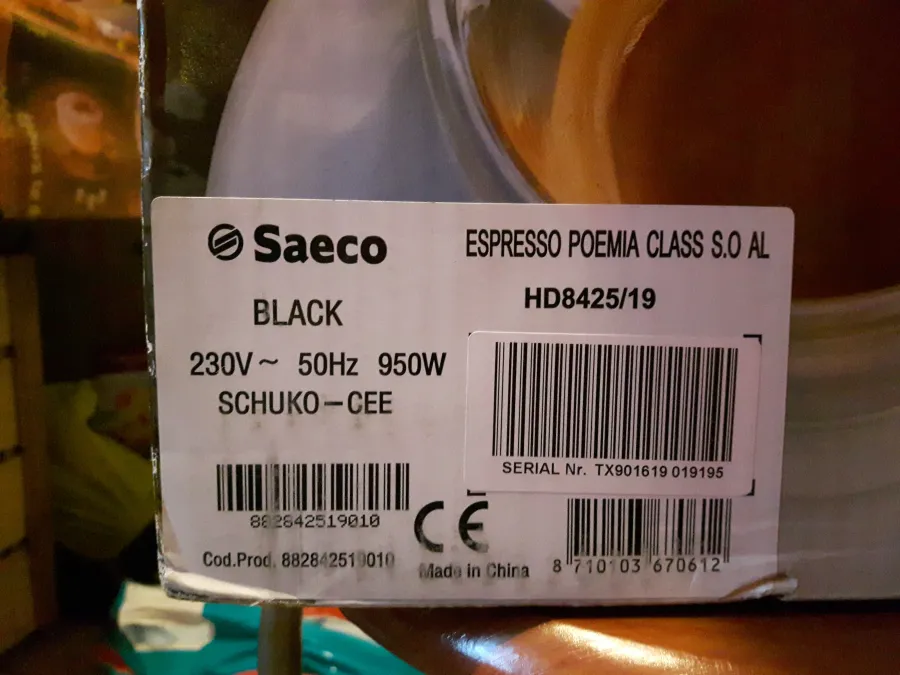 Saeco
ESPRESSO POEMIA CLASS S.O AL
BLACK
HD8425/19
230V~ 50Hz 950W
SCHUKO-CEE
SERIAL Nr. TX901619 019195
882842519010
CE
Cod.Prod. 882842519010
Made in China
8 710103 670612